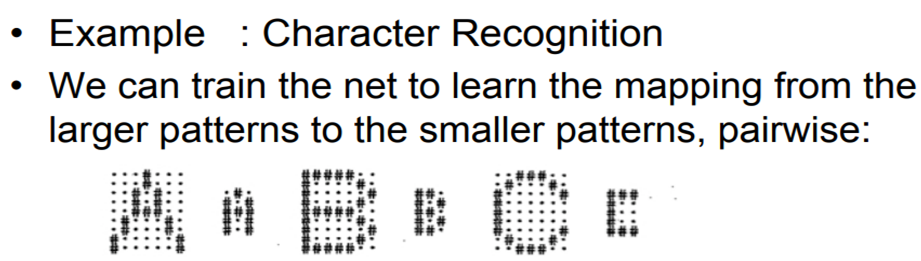 • Example : Character Recognition
• We can train the net to learn the mapping from the
larger patterns to the smaller patterns, pairwise: